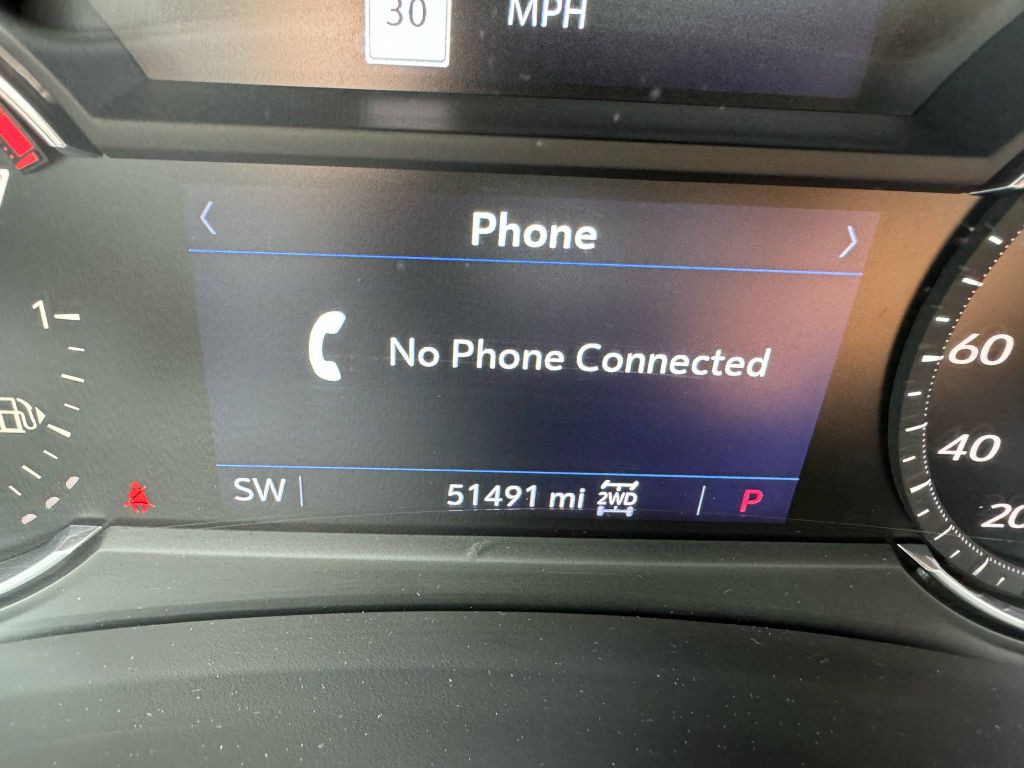 30 MPH
Phone
No Phone Connected
1
60
40
20
SW 51491 mi 2WD P